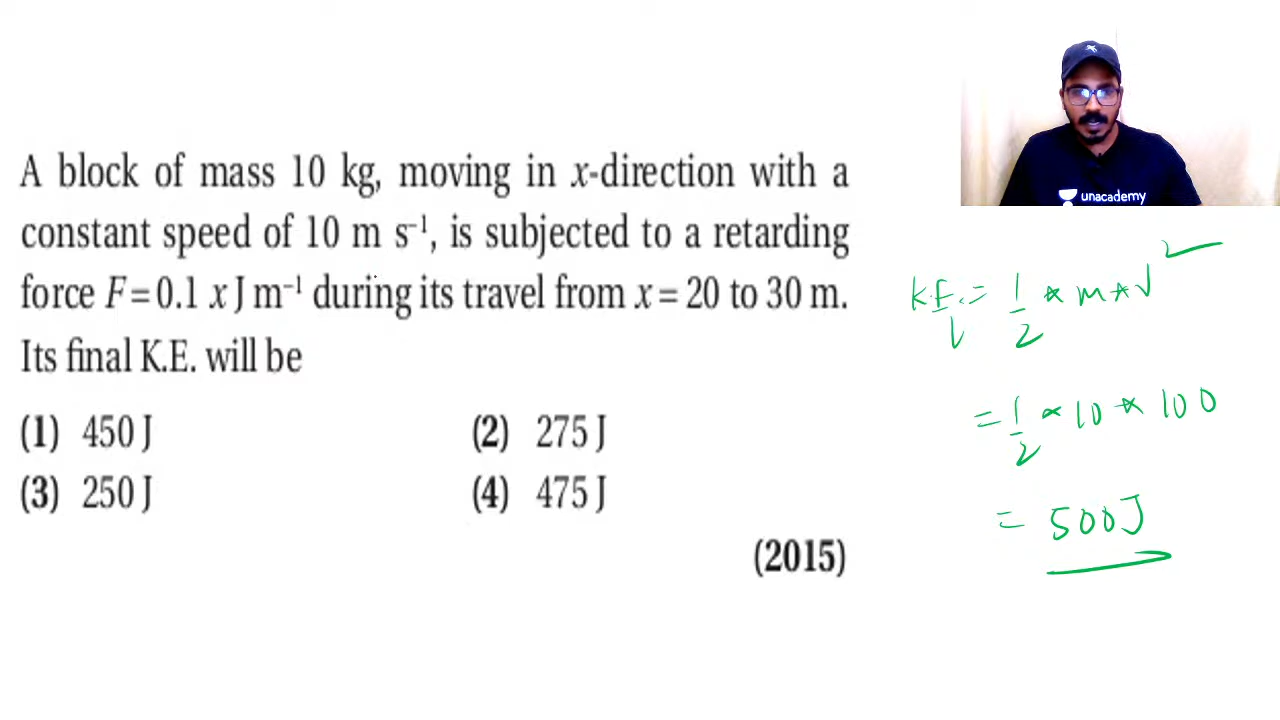 A block of mass 10 kg, moving in x-direction with a
constant speed of 10 m s⁻¹, is subjected to a retarding
force F = 0.1 x J m⁻¹ during its travel from x = 20 to 30 m.
Its final K.E. will be
(1) 450 J (2) 275 J
(3) 250 J (4) 475 J
(2015)
unacademy
K.E. = 1/2 * m * v²
i
= 1/2 * 10 * 100
= 500 J